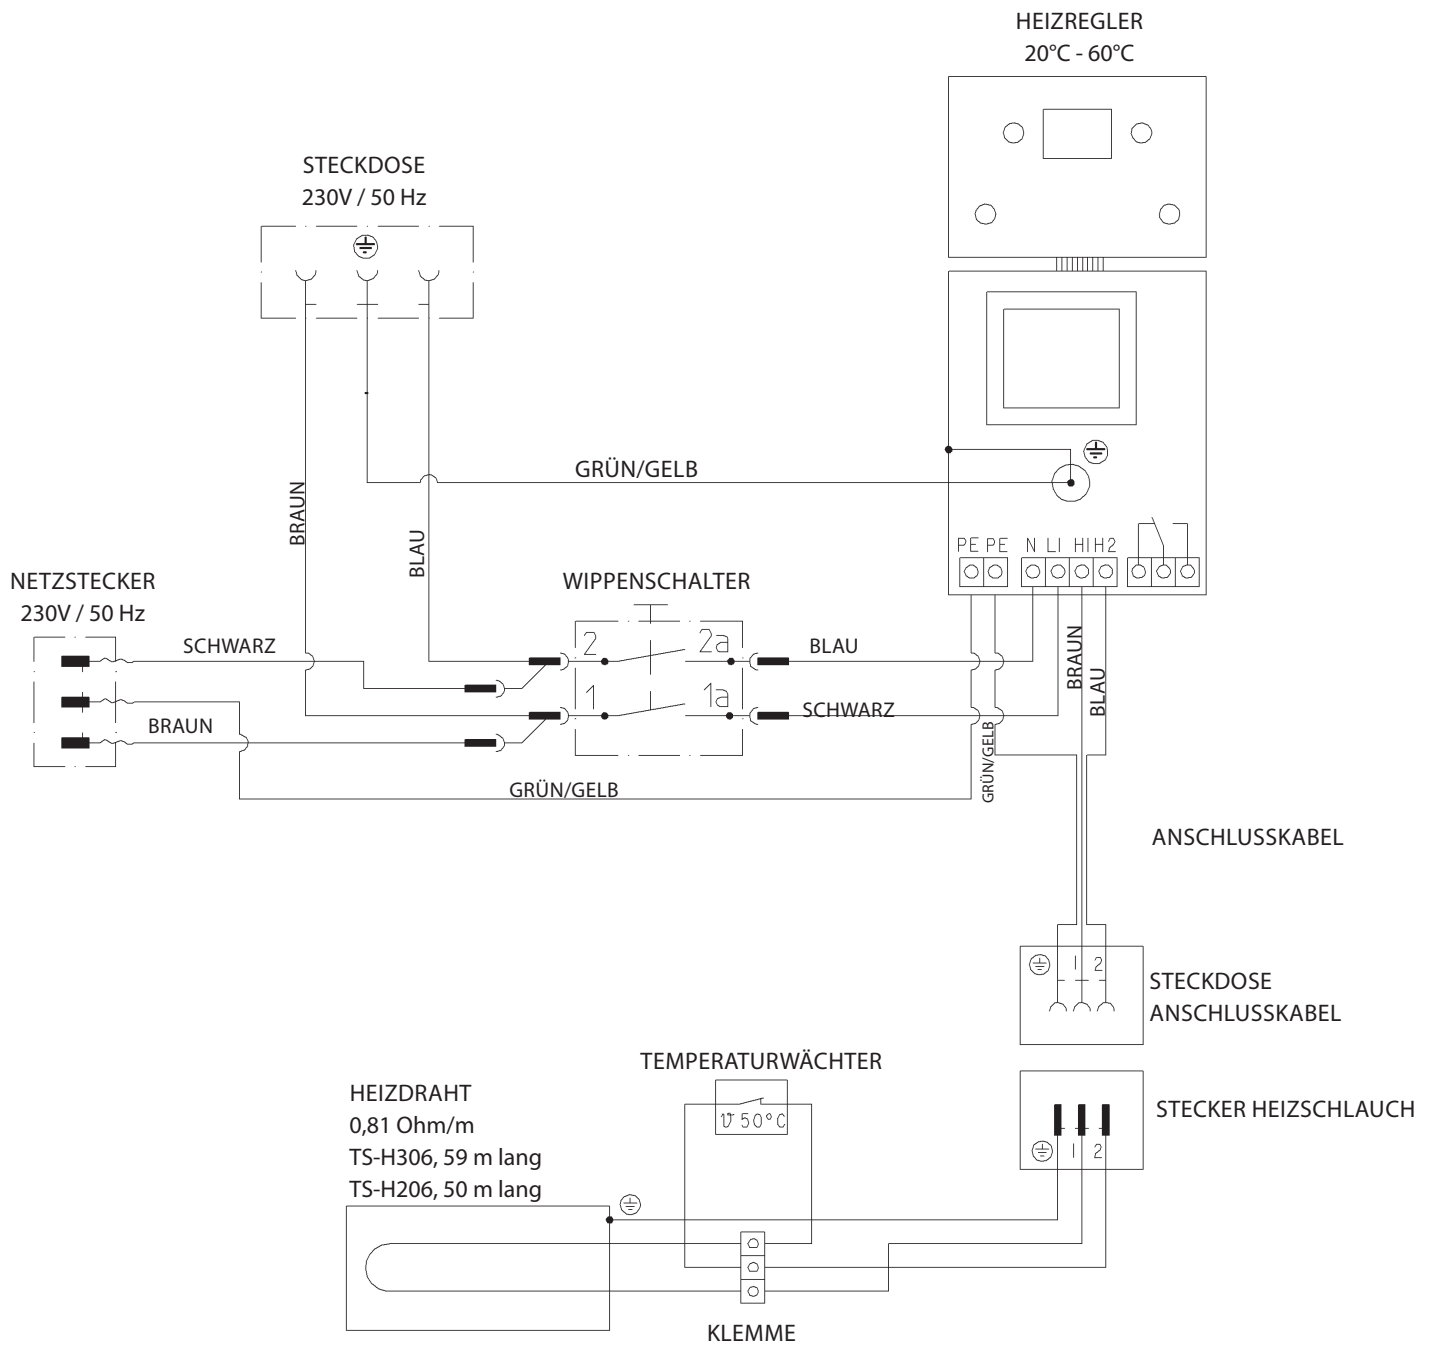 HEIZREGLER
20°C - 60°C
STECKDOSE
230V / 50 Hz
GRÜN/GELB
BRAUN
BLAU
PE PE N L1 H1 H2
NETZSTECKER
230V / 50 Hz
WIPPENSCHALTER
SCHWARZ
2 2a
BLAU
BRAUN
BLAU
1 1a
SCHWARZ
BRAUN
GRÜN/GELB
GRÜN/GELB
ANSCHLUSSKABEL
1 2
STECKDOSE
ANSCHLUSSKABEL
TEMPERATURWÄCHTER
ϑ 50°C
HEIZDRAHT
0,81 Ohm/m
TS-H306, 59 m lang
TS-H206, 50 m lang
STECKER HEIZSCHLAUCH
1 2
KLEMME